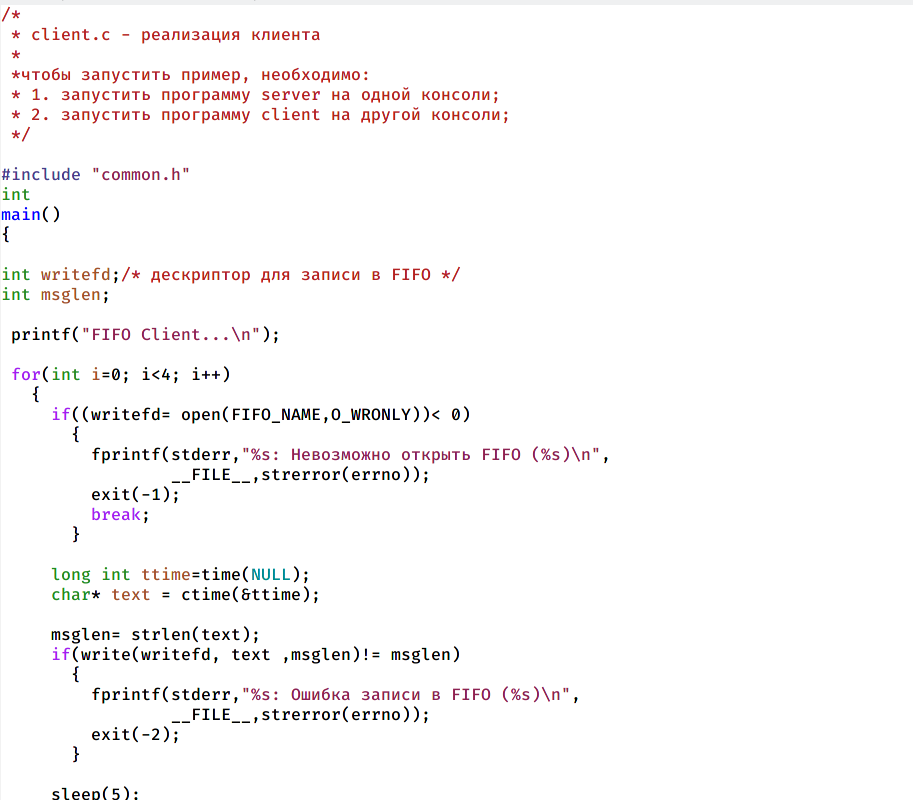 /*
 * client.c - реализация клиента
 *
 *чтобы запустить пример, необходимо:
 * 1. запустить программу server на одной консоли;
 * 2. запустить программу client на другой консоли;
 */

#include "common.h"
int
main()
{

int writefd;/* дескриптор для записи в FIFO */
int msglen;

 printf("FIFO Client...\n");

 for(int i=0; i<4; i++)
   {
     if((writefd= open(FIFO_NAME,O_WRONLY))< 0)
       {
         fprintf(stderr,"%s: Невозможно открыть FIFO (%s)\n",
                 __FILE__,strerror(errno));
         exit(-1);
         break;
       }

     long int ttime=time(NULL);
     char* text = ctime(&ttime);

     msglen= strlen(text);
     if(write(writefd, text ,msglen)!= msglen)
       {
         fprintf(stderr,"%s: Ошибка записи в FIFO (%s)\n",
                 __FILE__,strerror(errno));
         exit(-2);
       }

     sleep(5);